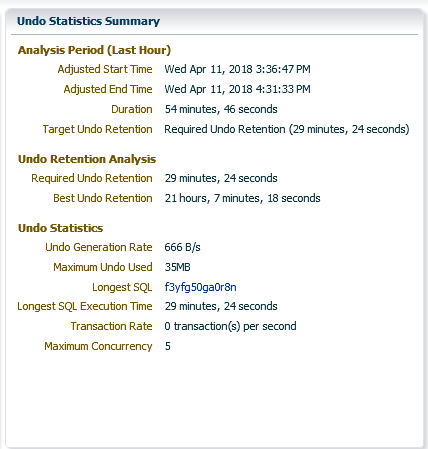 Undo Statistics Summary
Analysis Period (Last Hour)
Adjusted Start Time Wed Apr 11, 2018 3:36:47 PM
Adjusted End Time Wed Apr 11, 2018 4:31:33 PM
Duration 54 minutes, 46 seconds
Target Undo Retention Required Undo Retention (29 minutes, 24 seconds)
Undo Retention Analysis
Required Undo Retention 29 minutes, 24 seconds
Best Undo Retention 21 hours, 7 minutes, 18 seconds
Undo Statistics
Undo Generation Rate 666 B/s
Maximum Undo Used 35MB
Longest SQL f3yfg50ga0r8n
Longest SQL Execution Time 29 minutes, 24 seconds
Transaction Rate 0 transaction(s) per second
Maximum Concurrency 5